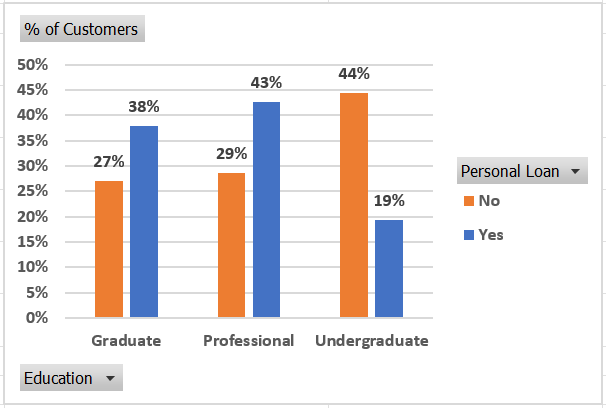 % of Customers
50%
45%
40%
35%
30%
25%
20%
15%
10%
5%
0%
27%
38%
29%
43%
44%
19%
Graduate
Professional
Undergraduate
Personal Loan
No
Yes
Education